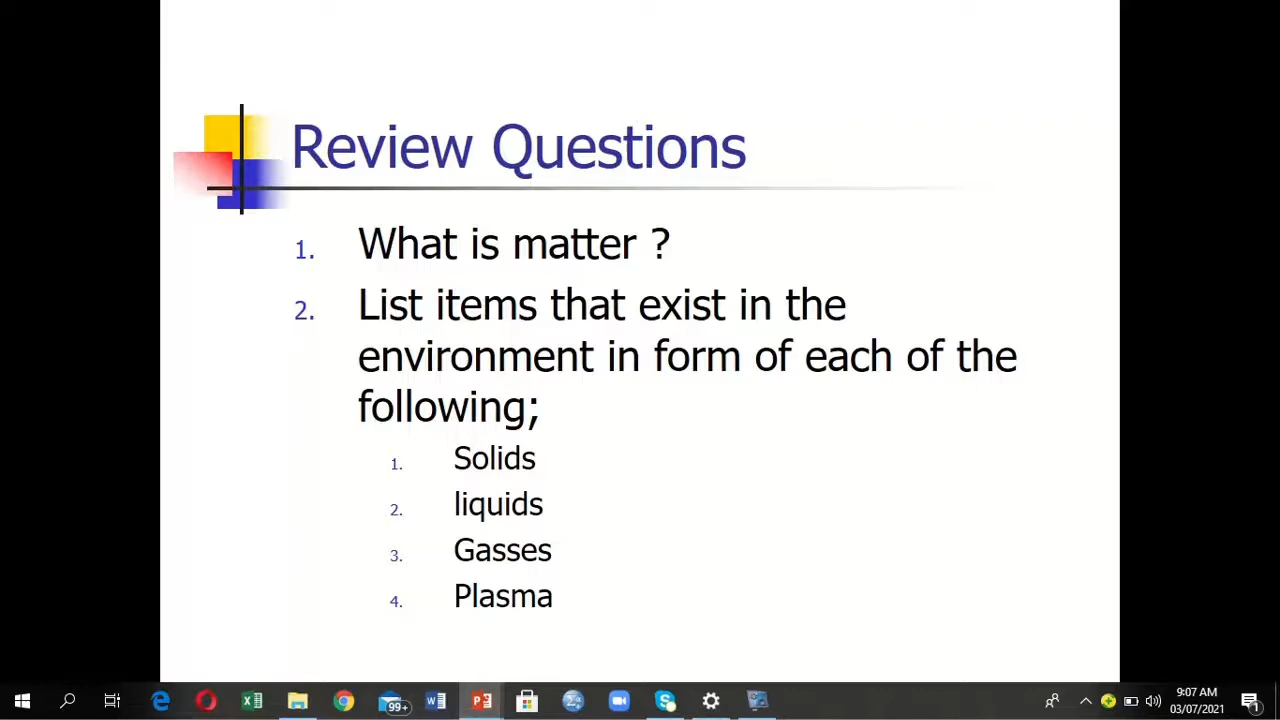 Review Questions
1. What is matter ?
2. List items that exist in the
environment in form of each of the
following;
1. Solids
2. liquids
3. Gasses
4. Plasma
99+
9:07 AM
03/07/2021
1